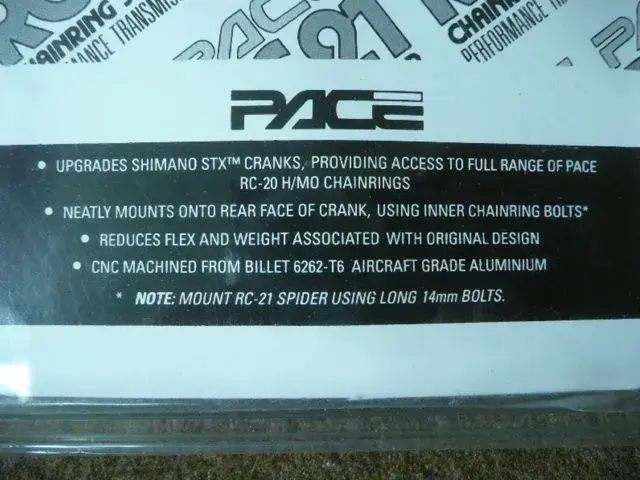 CHAINRING
PERFORMANCE TRANSMIS
CHAINRING
PERFORMANCE TR
PACE
PACE
• UPGRADES SHIMANO STX™ CRANKS, PROVIDING ACCESS TO FULL RANGE OF PACE
RC-20 H/MO CHAINRINGS
• NEATLY MOUNTS ONTO REAR FACE OF CRANK, USING INNER CHAINRING BOLTS*
• REDUCES FLEX AND WEIGHT ASSOCIATED WITH ORIGINAL DESIGN
• CNC MACHINED FROM BILLET 6262-T6 AIRCRAFT GRADE ALUMINIUM
* NOTE: MOUNT RC-21 SPIDER USING LONG 14mm BOLTS.